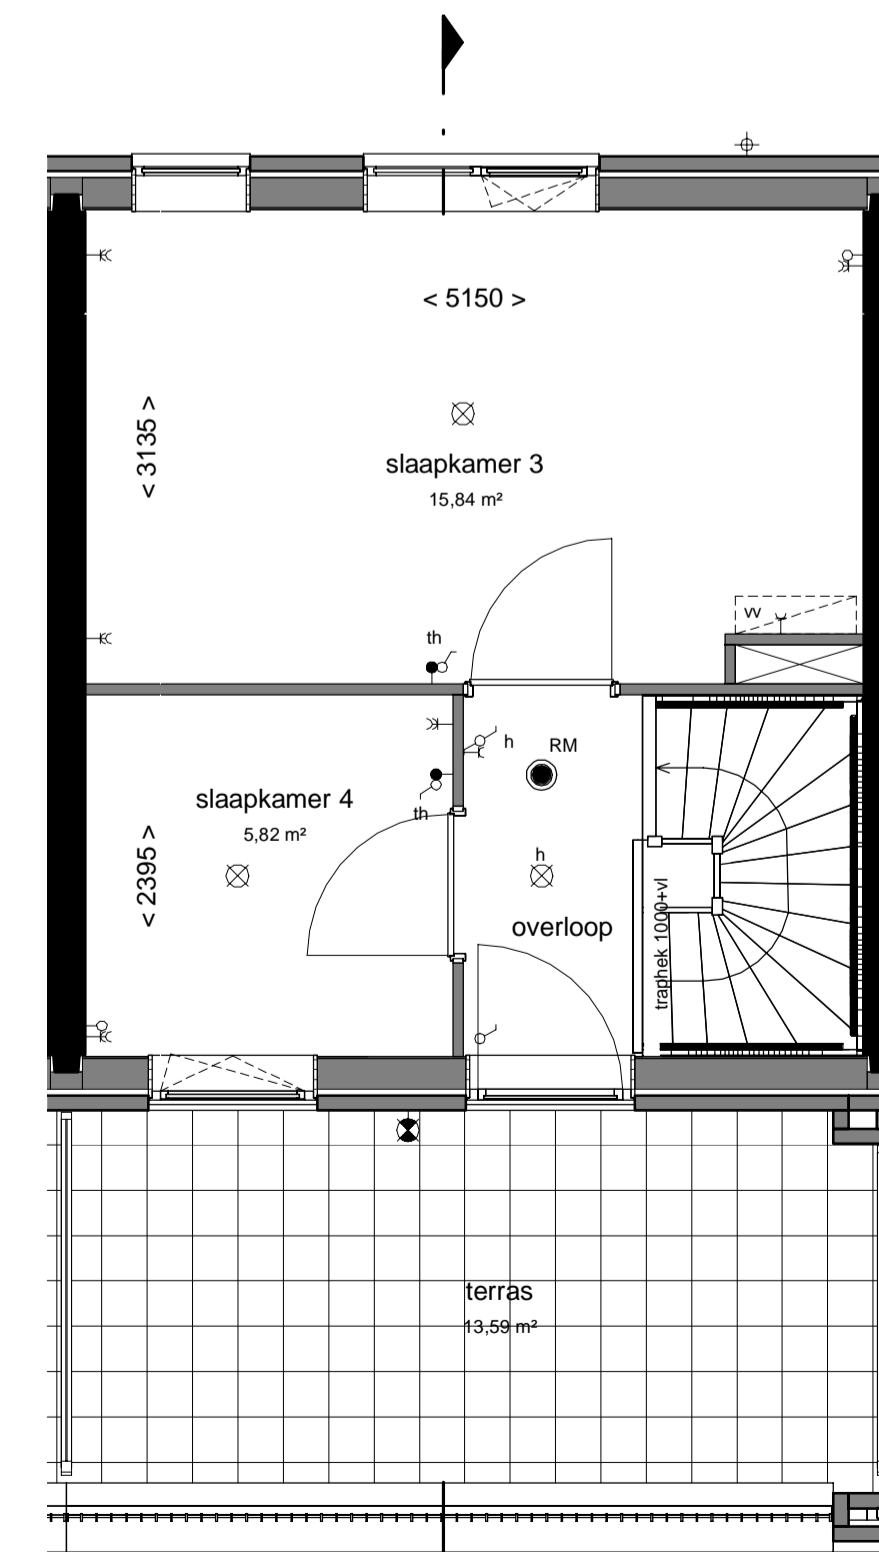 < 5150 >
< 3135 >
slaapkamer 3
15,84 m²
vv
th
h
RM
slaapkamer 4
5,82 m²
th
< 2395 >
h
overloop
traphek 1000+vl
terras
13,59 m²